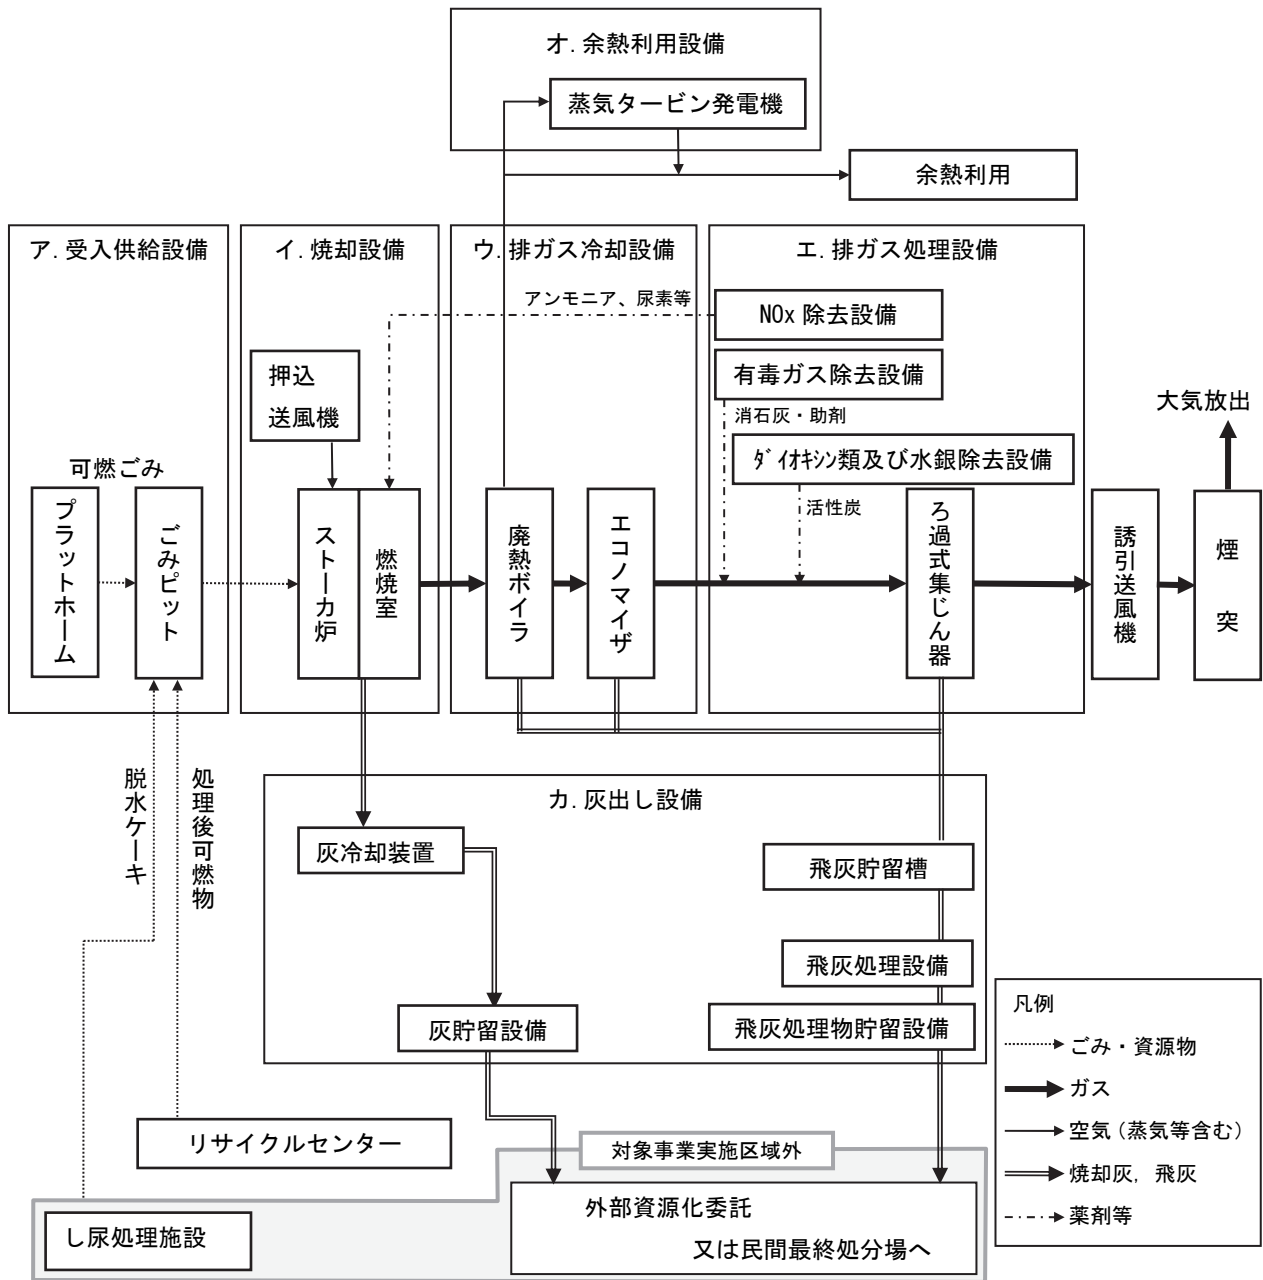 オ. 余熱利用設備
蒸気タービン発電機
余熱利用
ア. 受入供給設備
イ. 焼却設備
ウ. 排ガス冷却設備
エ. 排ガス処理設備
アンモニア、尿素等
NOx 除去設備
押込
送風機
有毒ガス除去設備
消石灰・助剤
ダイオキシン類及び水銀除去設備
活性炭
大気放出
可燃ごみ
プラットホーム
ごみピット
ストーカ炉
燃焼室
廃熱ボイラ
エコノマイザ
ろ過式集じん器
誘引送風機
煙突
脱水ケーキ
処理後可燃物
カ. 灰出し設備
灰冷却装置
飛灰貯留槽
飛灰処理設備
灰貯留設備
飛灰処理物貯留設備
凡例
ごみ・資源物
ガス
空気(蒸気等含む)
焼却灰，飛灰
薬剤等
リサイクルセンター
対象事業実施区域外
し尿処理施設
外部資源化委託
又は民間最終処分場へ